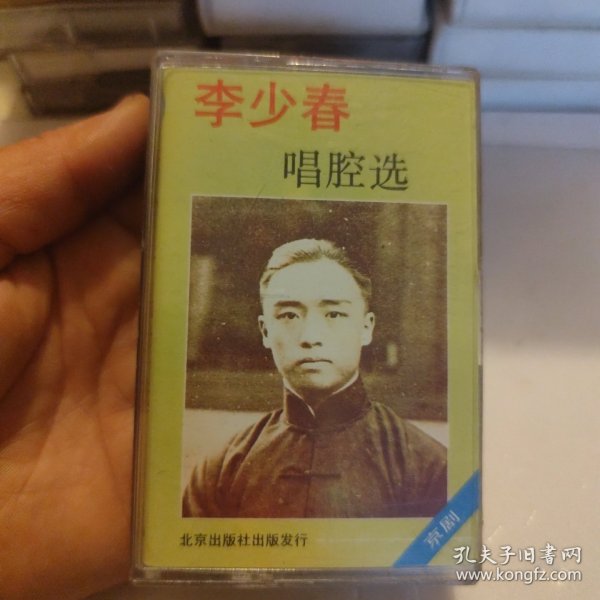 李少春
唱腔选
北京出版社出版发行
京剧
孔夫子旧书网
www.kongfz.com